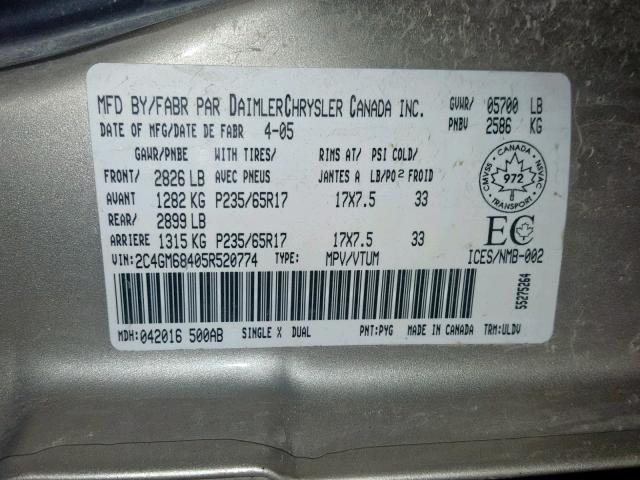 MFD BY/FABR PAR DAIMLERCHRYSLER CANADA INC.
GVWR/ PNBV 05700 LB 2586 KG
DATE OF MFG/DATE DE FABR 4-05
GAWR/PNBE WITH TIRES/ RIMS AT/ PSI COLD/
FRONT/ 2826 LB AVEC PNEUS JANTES A LB/PO2 FROID
AVANT 1282 KG P235/65R17 17X7.5 33
REAR/ 2899 LB
ARRIERE 1315 KG P235/65R17 17X7.5 33
CANADA
CMVSS NSVAC
972
TRANSPORT
EC
ICES/NMB-002
VIN: 2C4GM68405R520774 TYPE: MPV/VTUM
55275264
MDH: 042016 500AB SINGLE X DUAL PNT: PYG MADE IN CANADA TRM: ULDV